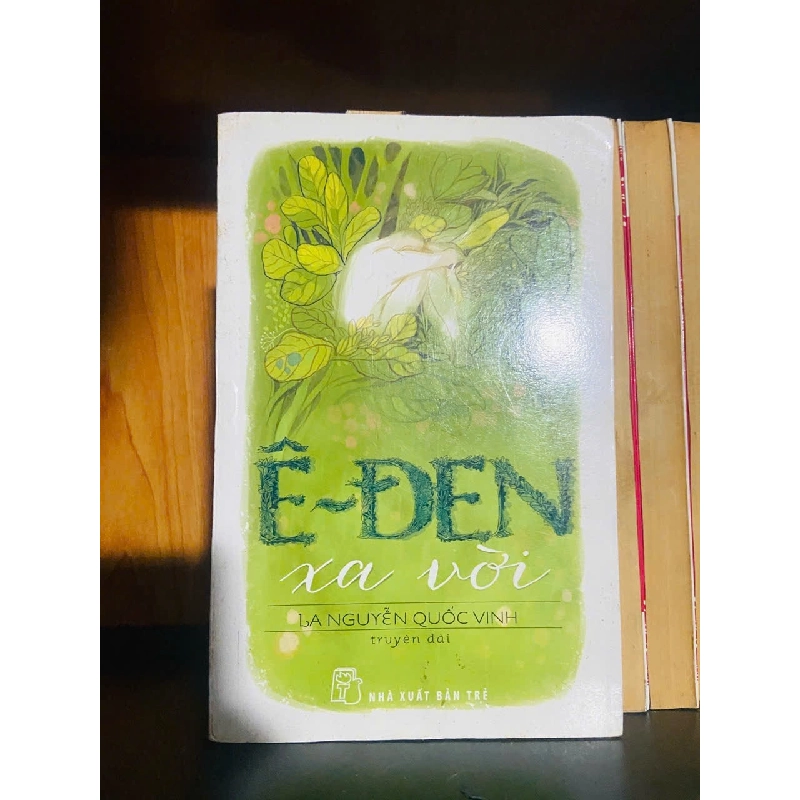 Ê-ĐEN
xa vời
LA NGUYỄN QUỐC VINH
truyện dài
NHÀ XUẤT BẢN TRẺ